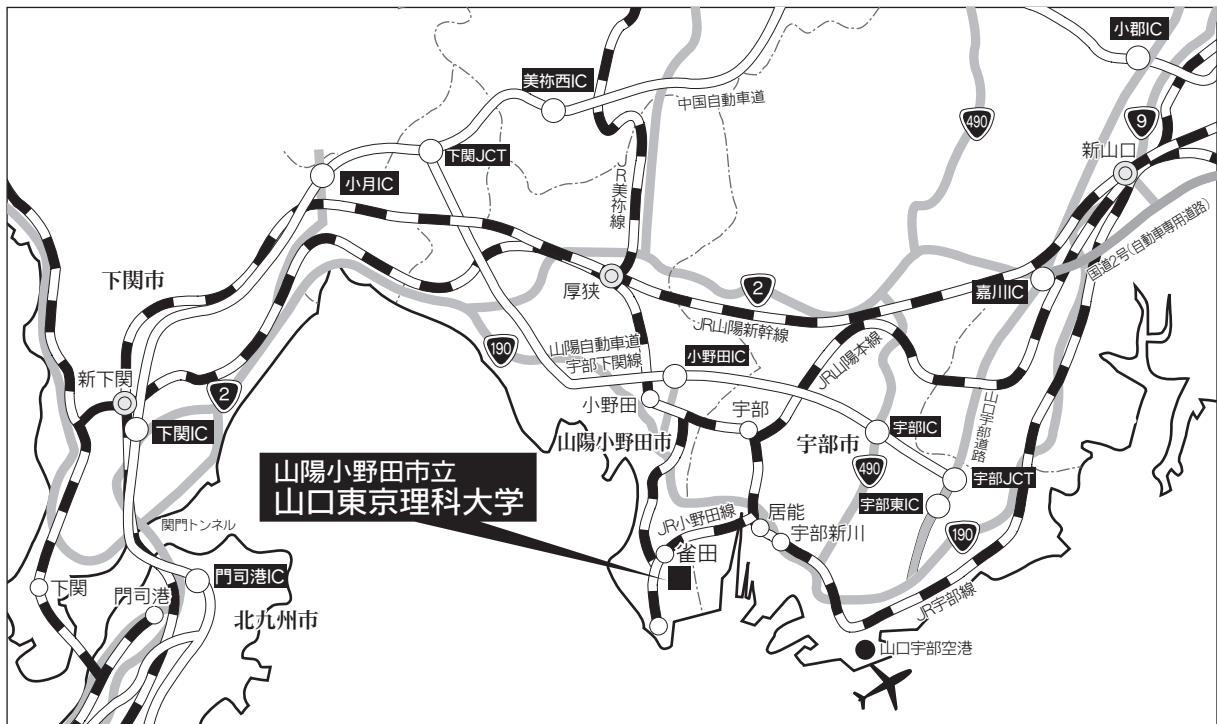 小郡IC
美祢西IC
中国自動車道
490
9
下関JCT
新山口
小月IC
JR美祢線
国道2号(自動車専用道路)
下関市
厚狭
2
嘉川IC
JR山陽新幹線
190
山陽自動車道
宇部下関線
小野田IC
JR山陽本線
新下関
2
小野田
宇部
山口宇部道路
下関IC
山陽小野田市
宇部市
宇部IC
山陽小野田市立
山口東京理科大学
490
宇部JCT
宇部東IC
関門トンネル
JR小野田線
居能
宇部新川
190
雀田
下関
門司港IC
門司港
北九州市
JR宇部線
山口宇部空港